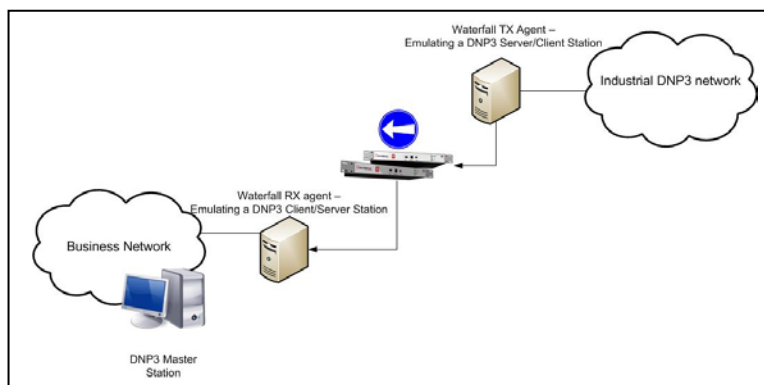 Waterfall TX Agent –
Emulating a DNP3 Server/Client Station
Industrial DNP3 network
Waterfall RX agent –
Emulating a DNP3 Client/Server Station
Business Network
DNP3 Master
Station